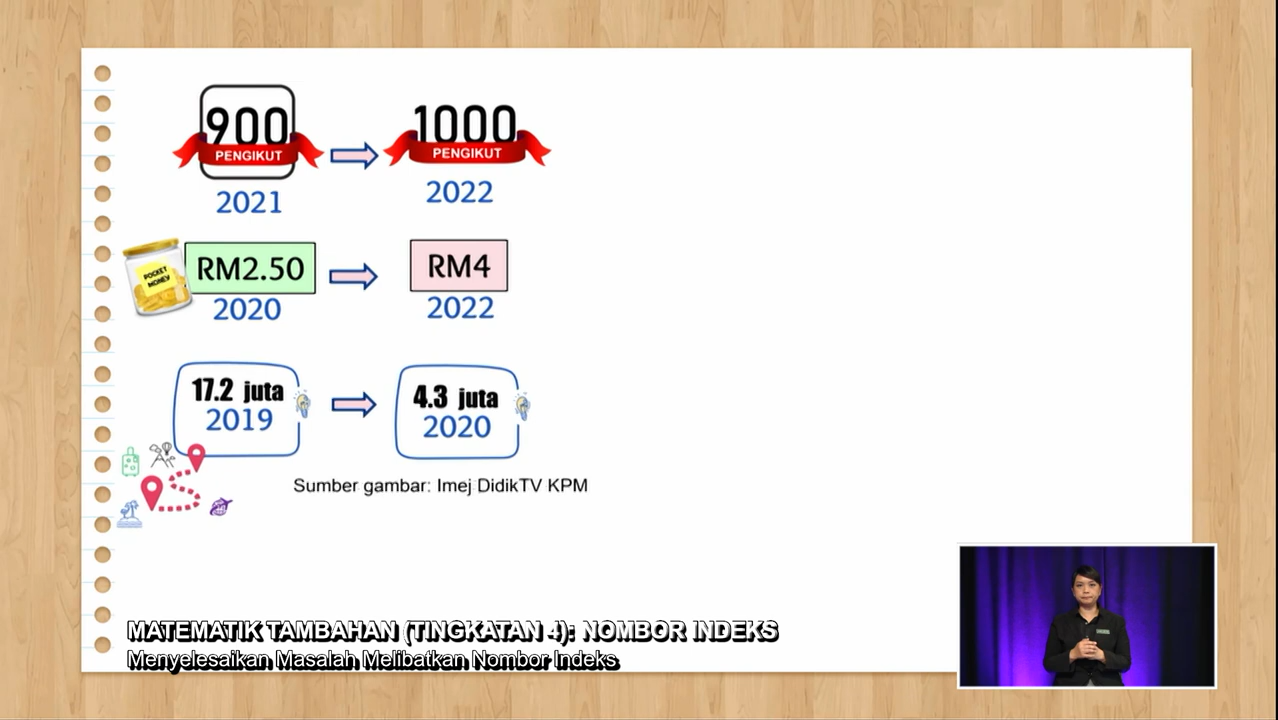 900
PENGIKUT
2021
1000
PENGIKUT
2022
POCKET
MONEY
RM2.50
2020
RM4
2022
17.2 juta
2019
4.3 juta
2020
Sumber gambar: Imej DidikTV KPM
MATEMATIK TAMBAHAN (TINGKATAN 4): NOMBOR INDEKS
Menyelesaikan Masalah Melibatkan Nombor Indeks